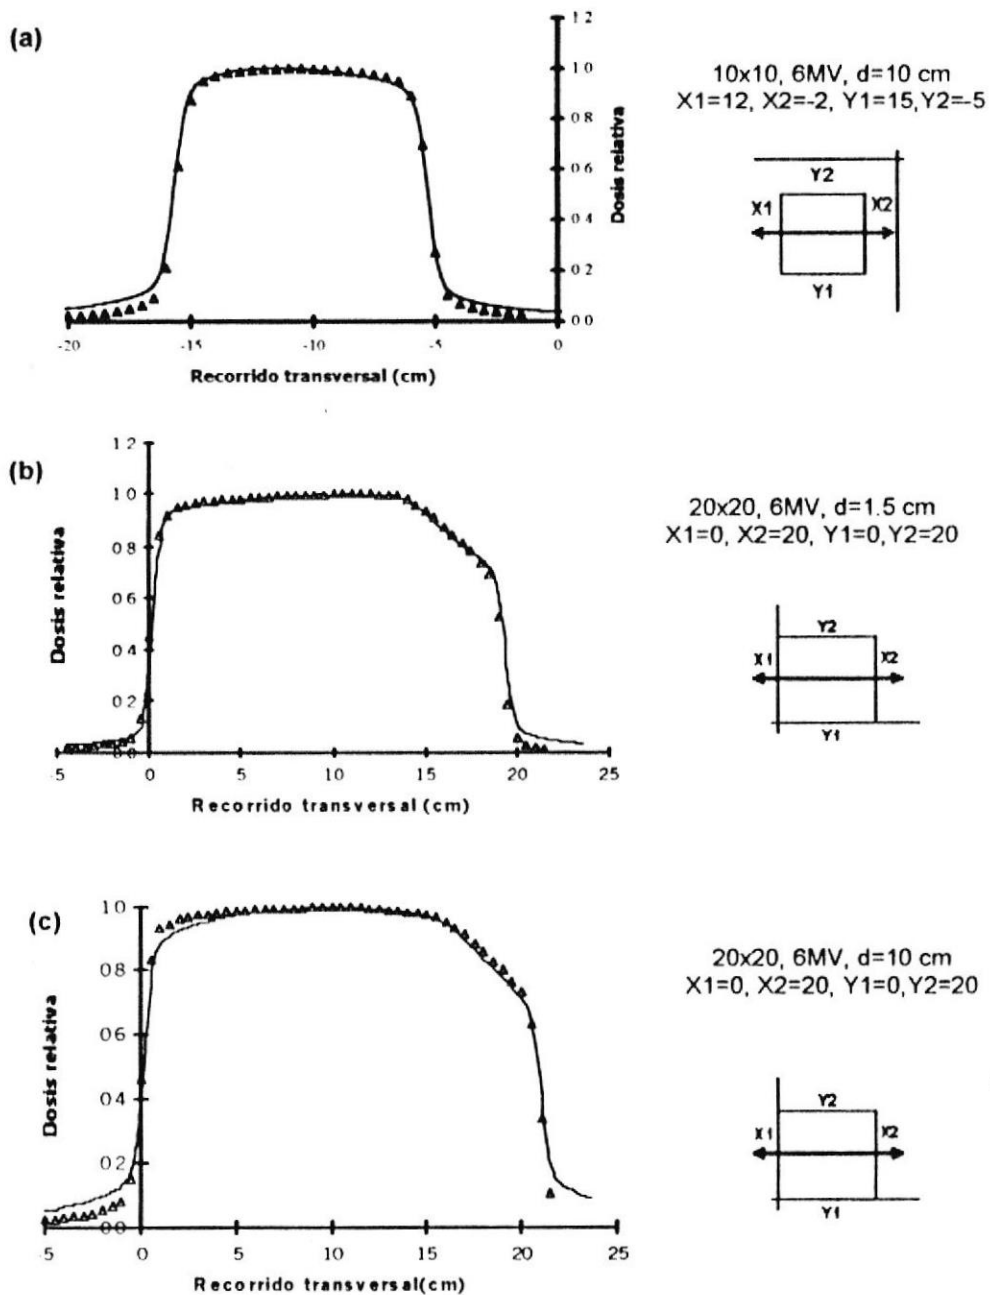 (a)
1.2
1.0
0.8
0.6
0.4
0.2
0.0
Dosis relativa
-20
-15
-10
-5
0
Recorrido transversal (cm)
10x10, 6MV, d=10 cm
X1=12, X2=-2, Y1=15,Y2=-5
Y2
X1
X2
Y1
(b)
1.2
1.0
0.8
0.6
0.4
0.2
0.0
Dosis relativa
-5
0
5
10
15
20
25
Recorrido transversal (cm)
20x20, 6MV, d=1.5 cm
X1=0, X2=20, Y1=0,Y2=20
Y2
X1
X2
Y1
(c)
1.0
0.8
0.6
0.4
0.2
0.0
Dosis relativa
-5
0
5
10
15
20
25
Recorrido transversal(cm)
20x20, 6MV, d=10 cm
X1=0, X2=20, Y1=0,Y2=20
Y2
X1
X2
Y1